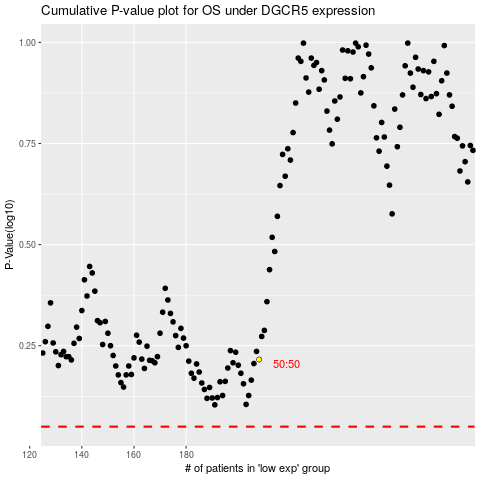 Cumulative P-value plot for OS under DGCR5 expression
P-Value(log10)
1.00
0.75
0.50
0.25
50:50
120 140 160 180
# of patients in 'low exp' group